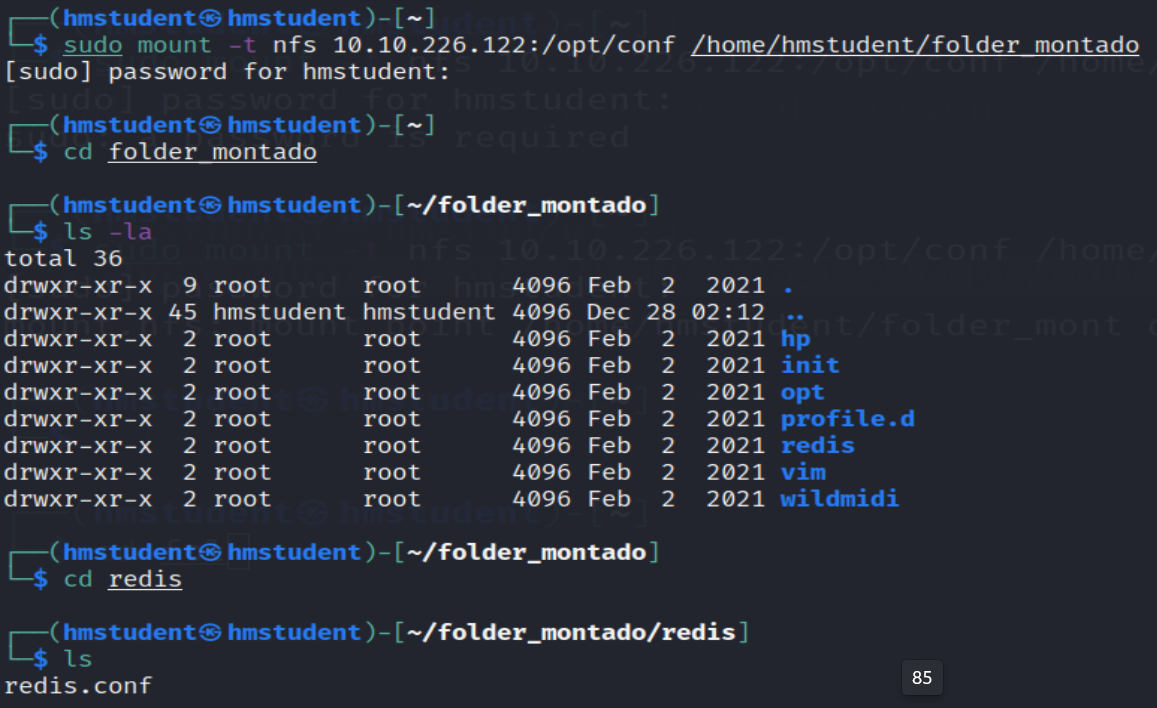 ┌──(hmstudent㉿hmstudent)-[~]
└─$ sudo mount -t nfs 10.10.226.122:/opt/conf /home/hmstudent/folder_montado
[sudo] password for hmstudent:
┌──(hmstudent㉿hmstudent)-[~]
└─$ cd folder_montado
┌──(hmstudent㉿hmstudent)-[~/folder_montado]
└─$ ls -la
total 36
drwxr-xr-x  9 root      root      4096 Feb  2  2021 .
drwxr-xr-x 45 hmstudent hmstudent 4096 Dec 28 02:12 ..
drwxr-xr-x  2 root      root      4096 Feb  2  2021 hp
drwxr-xr-x  2 root      root      4096 Feb  2  2021 init
drwxr-xr-x  2 root      root      4096 Feb  2  2021 opt
drwxr-xr-x  2 root      root      4096 Feb  2  2021 profile.d
drwxr-xr-x  2 root      root      4096 Feb  2  2021 redis
drwxr-xr-x  2 root      root      4096 Feb  2  2021 vim
drwxr-xr-x  2 root      root      4096 Feb  2  2021 wildmidi
┌──(hmstudent㉿hmstudent)-[~/folder_montado]
└─$ cd redis
┌──(hmstudent㉿hmstudent)-[~/folder_montado/redis]
└─$ ls
redis.conf
85